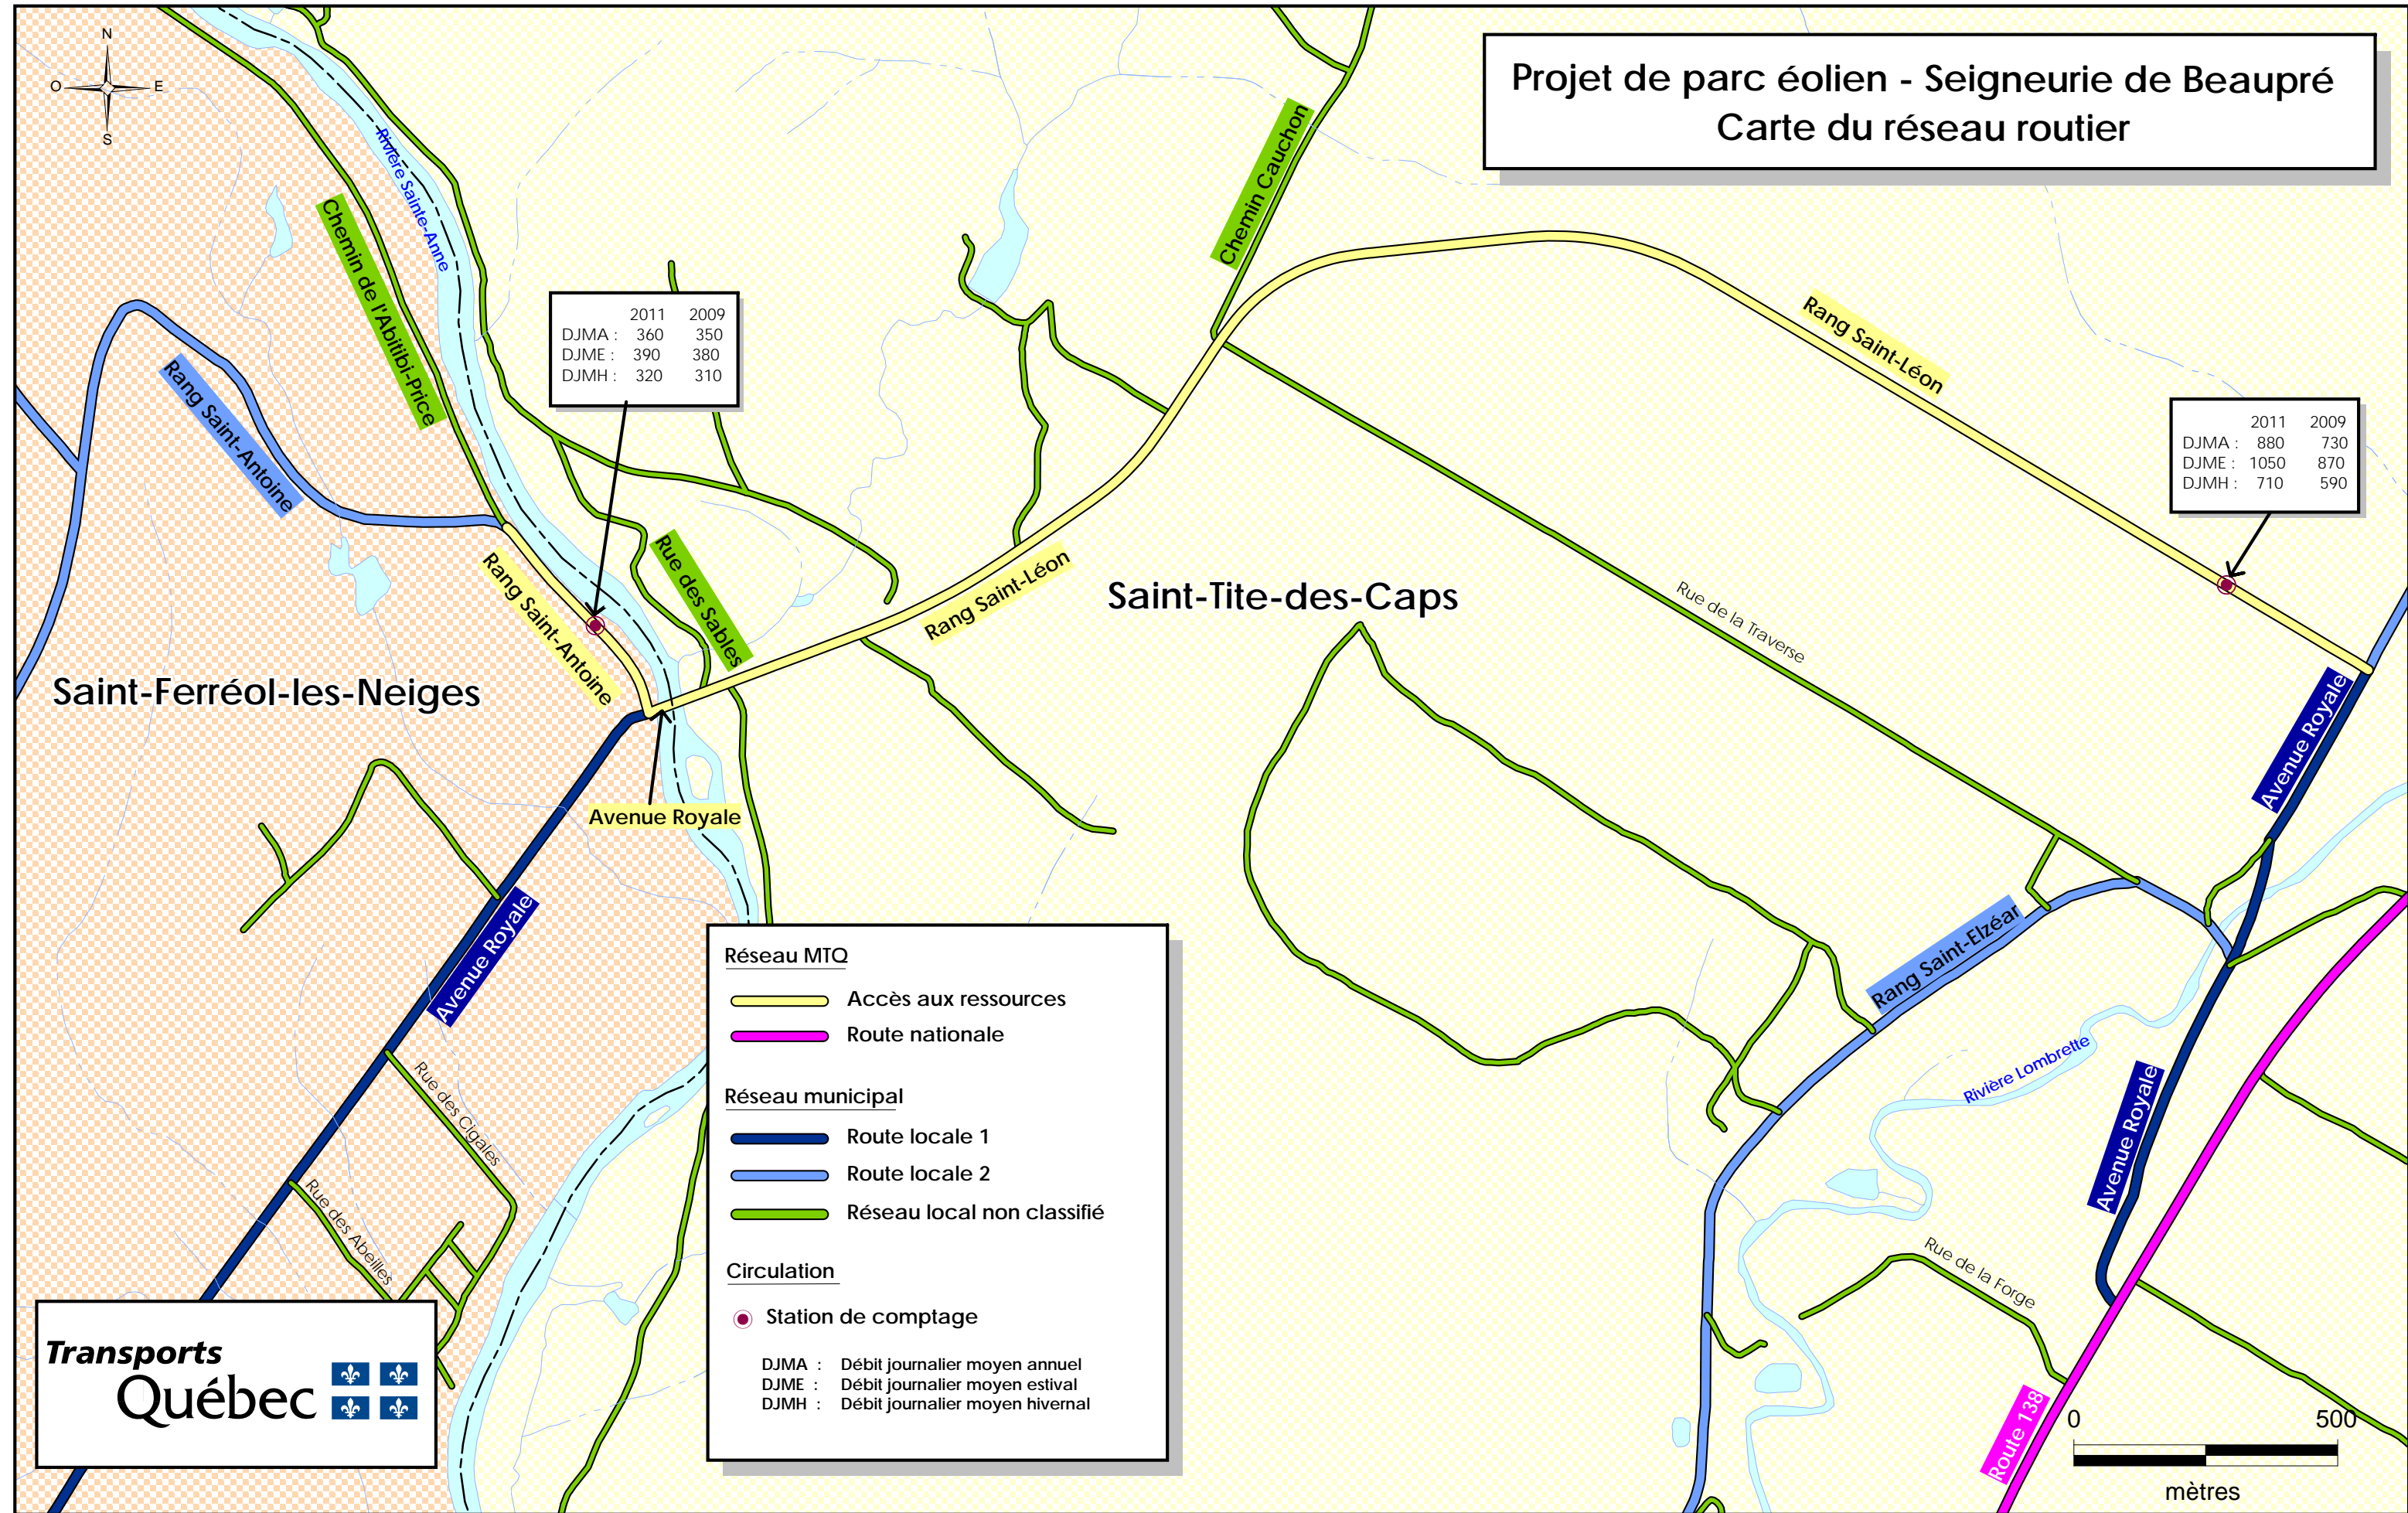 Projet de parc éolien - Seigneurie de Beaupré
Carte du réseau routier
N
O
E
S
Rivière Sainte-Anne
Chemin de l'Abitibi-Price
Chemin Cauchon
Rang Saint-Antoine
2011 2009
DJMA : 360 350
DJME : 390 380
DJMH : 320 310
Rang Saint-Léon
2011 2009
DJMA : 880 730
DJME : 1050 870
DJMH : 710 590
Rang Saint-Antoine
Rue des Sables
Rang Saint-Léon
Saint-Tite-des-Caps
Rue de la Traverse
Saint-Ferréol-les-Neiges
Avenue Royale
Avenue Royale
Avenue Royale
Rang Saint-Elzéar
Rivière Lombrette
Avenue Royale
Rue des Cigales
Rue des Abeilles
Rue de la Forge
Route 138
Réseau MTQ
Accès aux ressources
Route nationale
Réseau municipal
Route locale 1
Route locale 2
Réseau local non classifié
Circulation
Station de comptage
DJMA : Débit journalier moyen annuel
DJME : Débit journalier moyen estival
DJMH : Débit journalier moyen hivernal
Transports
Québec
0 500
mètres